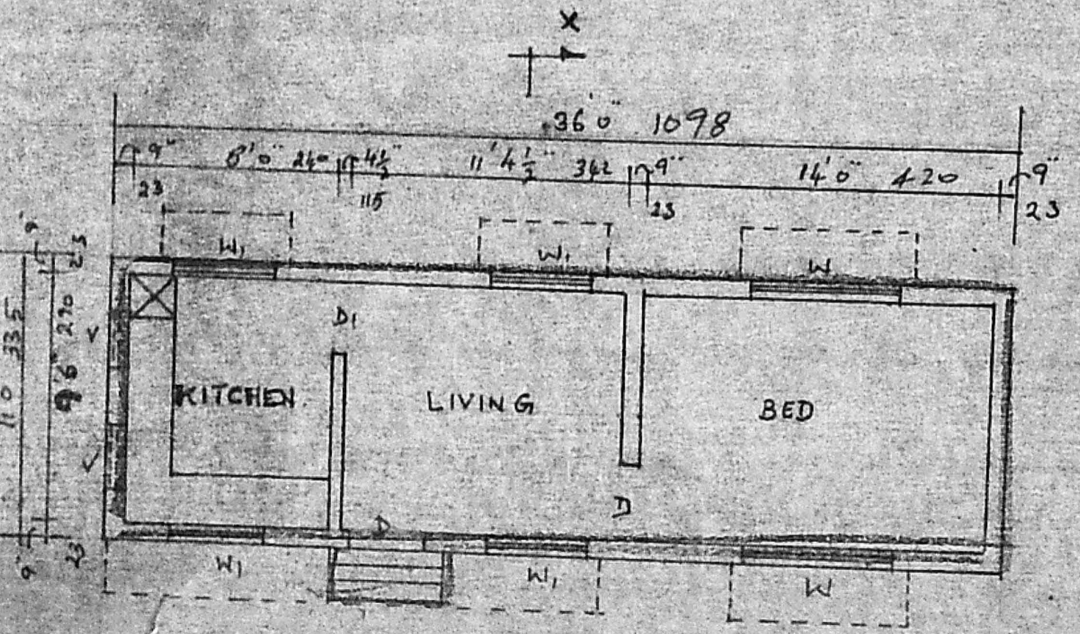 X
36'0" 1098
9" 8'0" 240 4½" 11'4½" 342 9" 14'0" 420 9"
23 115 23 23
W1 W1 W
9" 23
11'0 335
9'6" 290
9" 23
D1
KITCHEN LIVING BED
D D
W1 W1 W